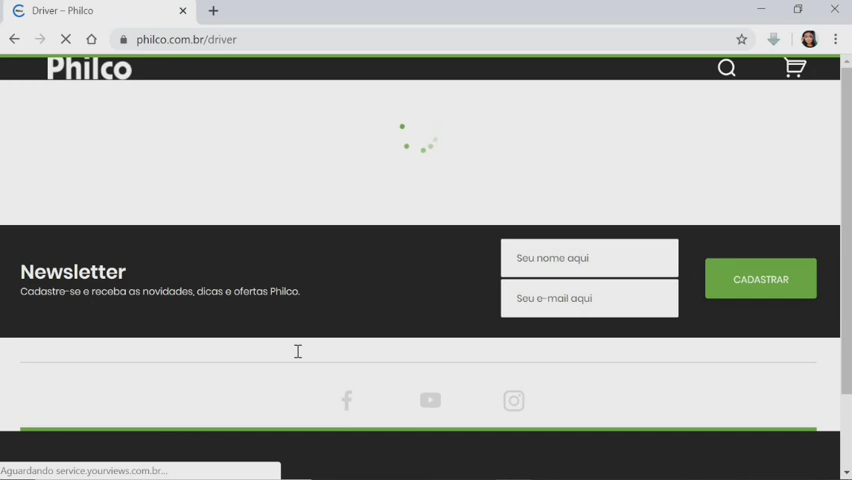 Driver – Philco
philco.com.br/driver
Philco
Newsletter
Cadastre-se e receba as novidades, dicas e ofertas Philco.
Seu nome aqui
Seu e-mail aqui
CADASTRAR
Aguardando service.yourviews.com.br...